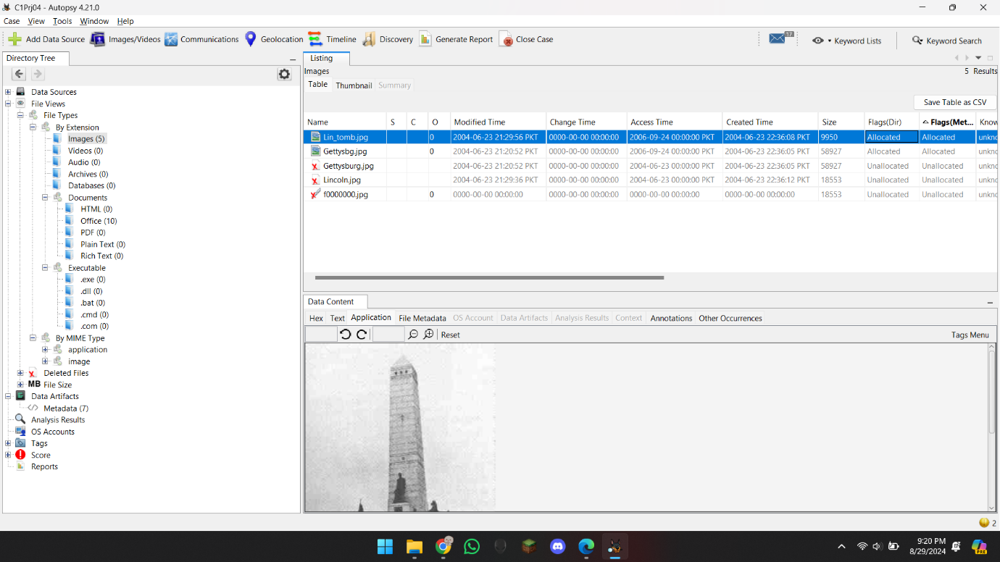 C1Prj04 - Autopsy 4.21.0
Case View Tools Window Help
Add Data Source Images/Videos Communications Geolocation Timeline Discovery Generate Report Close Case 12 Keyword Lists Keyword Search
Directory Tree
Data Sources
File Views
File Types
By Extension
Images (5)
Videos (0)
Audio (0)
Archives (0)
Databases (0)
Documents
HTML (0)
Office (10)
PDF (0)
Plain Text (0)
Rich Text (0)
Executable
.exe (0)
.dll (0)
.bat (0)
.cmd (0)
.com (0)
By MIME Type
application
image
Deleted Files
MB File Size
Data Artifacts
Metadata (7)
Analysis Results
OS Accounts
Tags
Score
Reports
Listing
Images
5 Results
Table Thumbnail Summary
Save Table as CSV
Name S C O Modified Time Change Time Access Time Created Time Size Flags(Dir) Flags(Met... Know
Lin_tomb.jpg 0 2004-06-23 21:29:56 PKT 0000-00-00 00:00:00 2006-09-24 00:00:00 PKT 2004-06-23 22:36:08 PKT 9950 Allocated Allocated unkno
Gettysbg.jpg 0 2004-06-23 21:20:52 PKT 0000-00-00 00:00:00 2006-09-24 00:00:00 PKT 2004-06-23 22:36:05 PKT 58927 Allocated Allocated unkno
Gettysburg.jpg 2004-06-23 21:20:52 PKT 0000-00-00 00:00:00 2004-06-23 00:00:00 PKT 2004-06-23 22:36:05 PKT 58927 Unallocated Unallocated unkno
Lincoln.jpg 2004-06-23 21:29:36 PKT 0000-00-00 00:00:00 2004-06-23 00:00:00 PKT 2004-06-23 22:36:12 PKT 18553 Unallocated Unallocated unkno
f0000000.jpg 0 0000-00-00 00:00:00 0000-00-00 00:00:00 0000-00-00 00:00:00 0000-00-00 00:00:00 18553 Unallocated Unallocated unkno
Data Content
Hex Text Application File Metadata OS Account Data Artifacts Analysis Results Context Annotations Other Occurrences
Reset Tags Menu
2
9:20 PM
8/29/2024
PRE